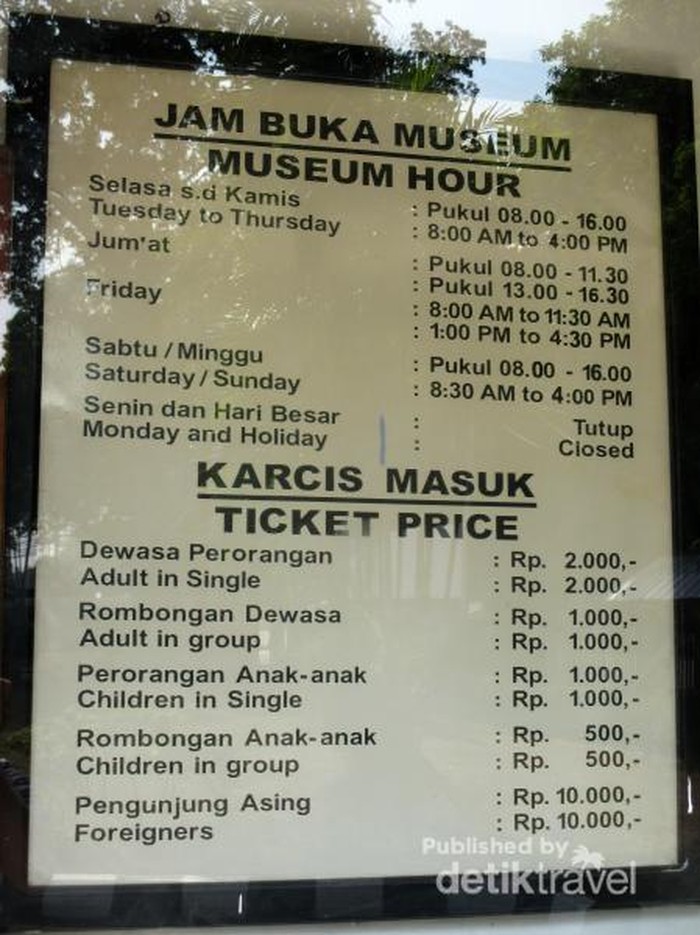 JAM BUKA MUSEUM
MUSEUM HOUR
Selasa s.d Kamis : Pukul 08.00 - 16.00
Tuesday to Thursday : 8:00 AM to 4:00 PM
Jum'at : Pukul 08.00 - 11.30
: Pukul 13.00 - 16.30
Friday : 8:00 AM to 11:30 AM
: 1:00 PM to 4:30 PM
Sabtu / Minggu : Pukul 08.00 - 16.00
Saturday / Sunday : 8:30 AM to 4:00 PM
Senin dan Hari Besar : Tutup
Monday and Holiday : Closed
KARCIS MASUK
TICKET PRICE
Dewasa Perorangan : Rp. 2.000,-
Adult in Single : Rp. 2.000,-
Rombongan Dewasa : Rp. 1.000,-
Adult in group : Rp. 1.000,-
Perorangan Anak-anak : Rp. 1.000,-
Children in Single : Rp. 1.000,-
Rombongan Anak-anak : Rp. 500,-
Children in group : Rp. 500,-
Pengunjung Asing : Rp. 10.000,-
Foreigners : Rp. 10.000,-
Published by
detiktravel